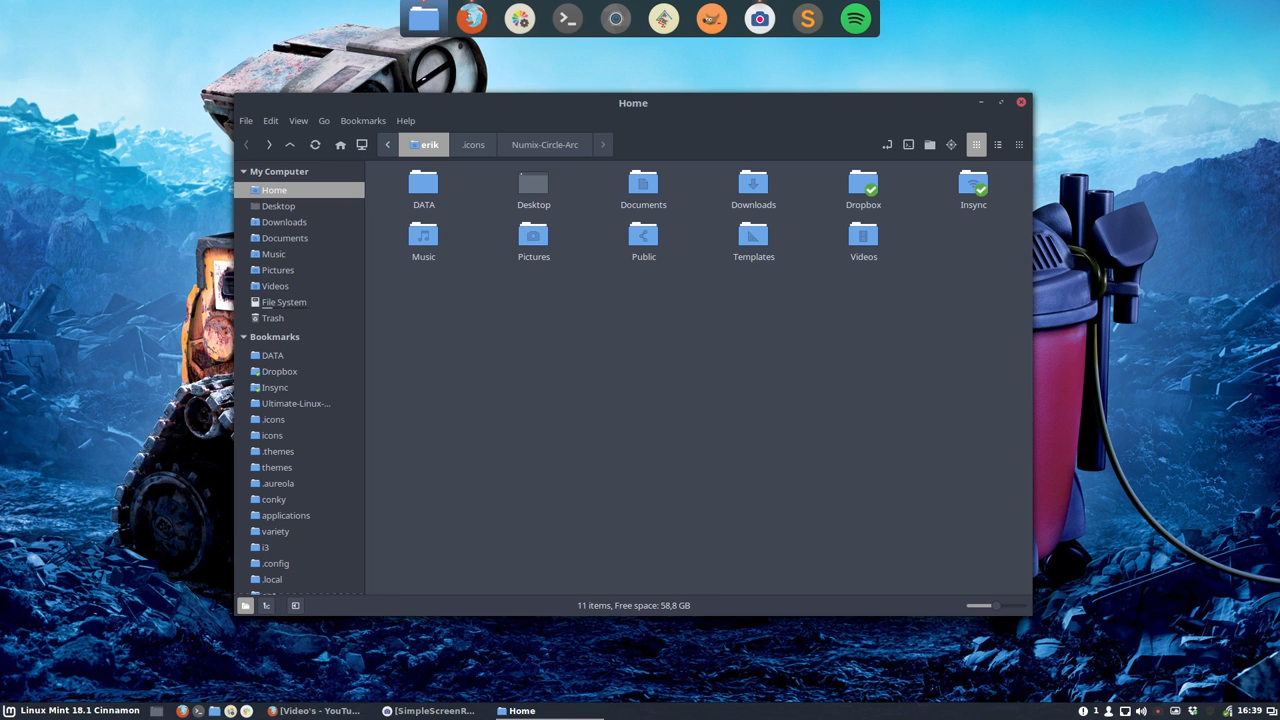 Home
File Edit View Go Bookmarks Help
erik .icons Numix-Circle-Arc
My Computer
Home
Desktop
Downloads
Documents
Music
Pictures
Videos
File System
Trash
Bookmarks
DATA
Dropbox
Insync
Ultimate-Linux-...
.icons
icons
.themes
themes
.aureola
conky
applications
variety
i3
.config
.local
DATA Desktop Documents Downloads Dropbox Insync
Music Pictures Public Templates Videos
11 items, Free space: 58,8 GB
Linux Mint 18.1 Cinnamon [Video's - YouTu... [SimpleScreenR... Home 1 16:39